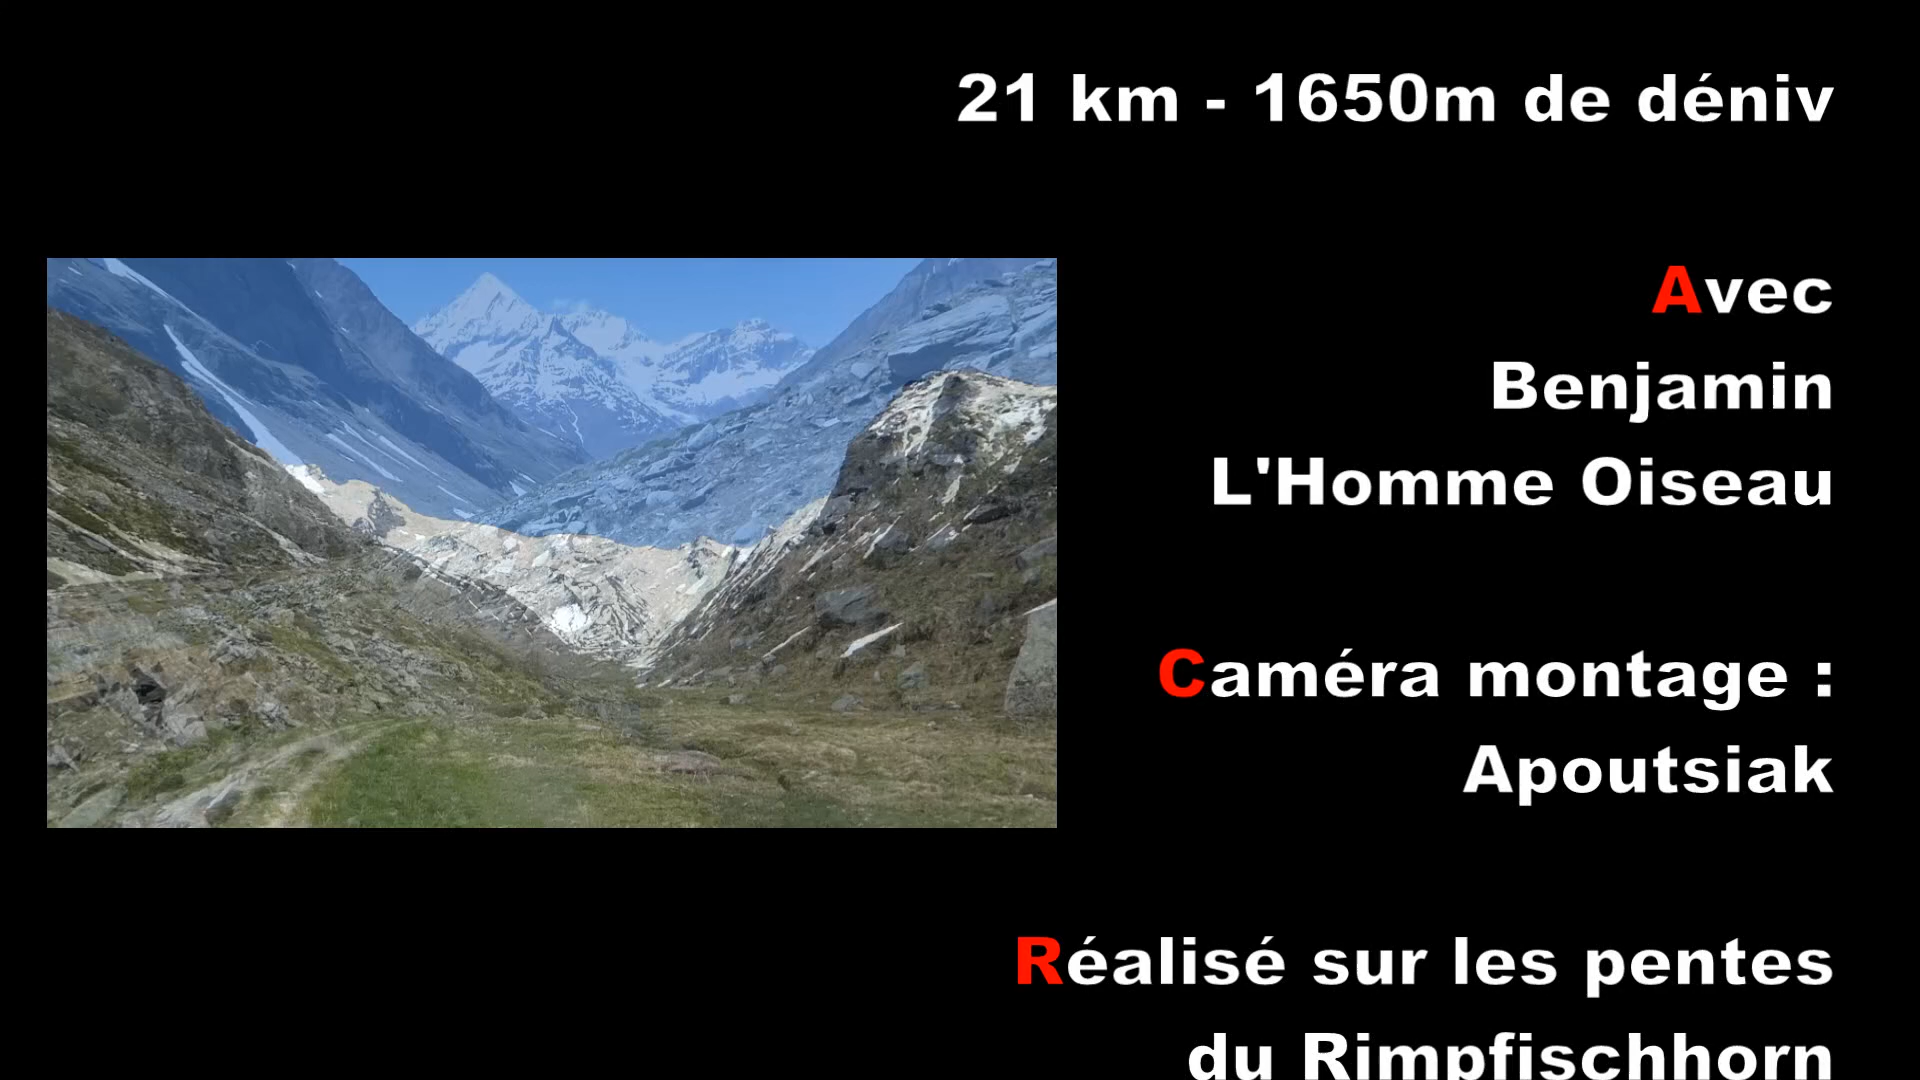 21 km - 1650m de déniv
Avec
Benjamin
L'Homme Oiseau
Caméra montage :
Apoutsiak
Réalisé sur les pentes
du Rimpfischhorn